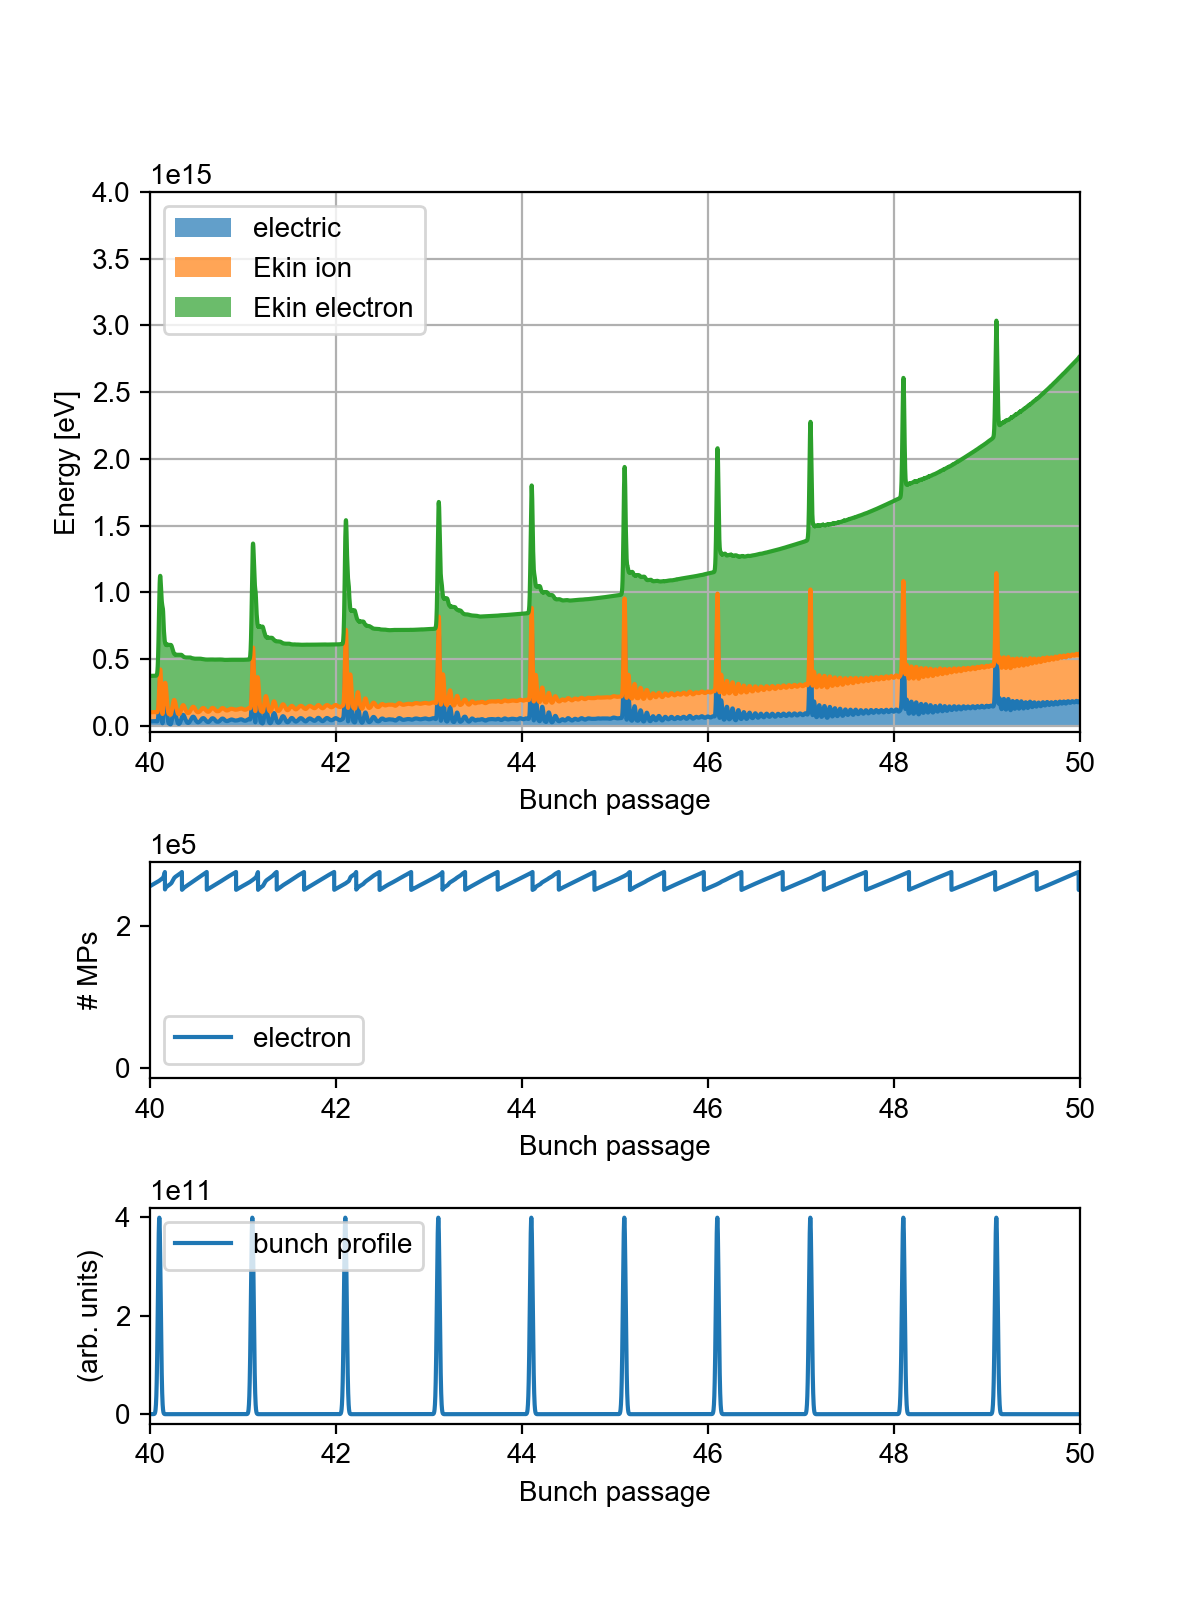 1e15
4.0
3.5
3.0
2.5
2.0
1.5
1.0
0.5
0.0
Energy [eV]
electric
Ekin ion
Ekin electron
40 42 44 46 48 50
Bunch passage
1e5
2
0
# MPs
electron
40 42 44 46 48 50
Bunch passage
1e11
4
2
0
(arb. units)
bunch profile
40 42 44 46 48 50
Bunch passage